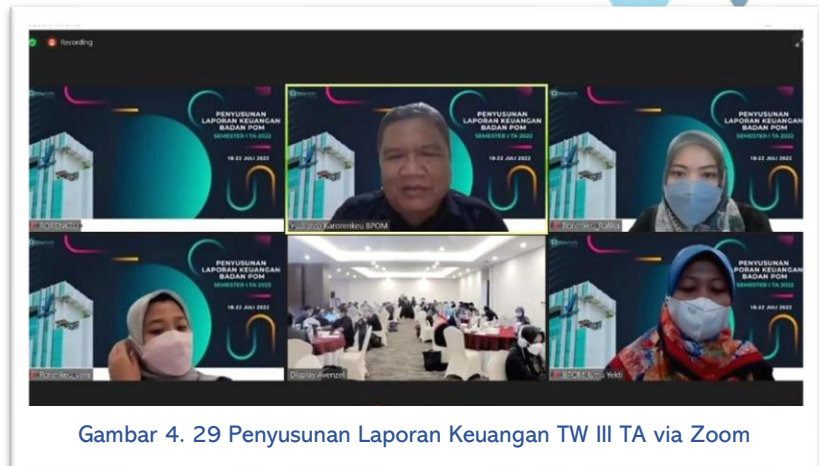 Recording
PENYUSUNAN
LAPORAN KEUANGAN
BADAN POM
SEMESTER I TA 2022
18-22 JULI 2022
RORENKEU
PENYUSUNAN
LAPORAN KEUANGAN
BADAN POM
SEMESTER I TA 2022
18-22 JULI 2022
Karorenkeu BPOM
PENYUSUNAN
LAPORAN KEUANGAN
BADAN POM
SEMESTER I TA 2022
18-22 JULI 2022
PENYUSUNAN
LAPORAN KEUANGAN
BADAN POM
SEMESTER I TA 2022
18-22 JULI 2022
Display Avenzel
PENYUSUNAN
LAPORAN KEUANGAN
BADAN POM
SEMESTER I TA 2022
18-22 JULI 2022
Yekti
Gambar 4. 29 Penyusunan Laporan Keuangan TW III TA via Zoom